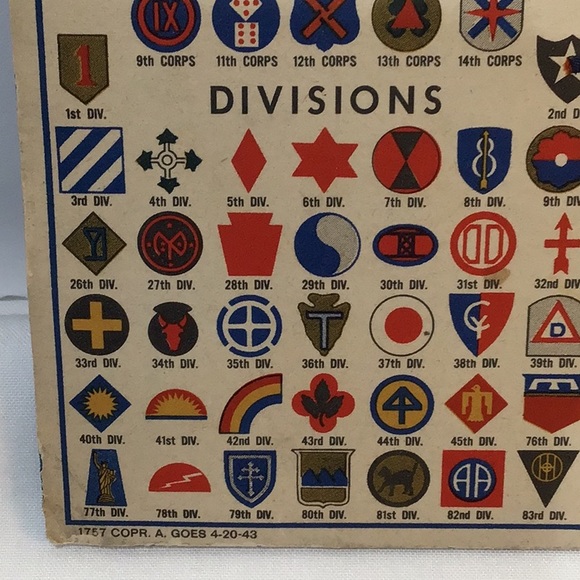 IX
9th CORPS 11th CORPS 12th CORPS 13th CORPS 14th CORPS
1
1st DIV. DIVISIONS 2nd D
3rd DIV. 4th DIV. 5th DIV. 6th DIV. 7th DIV. 8th DIV. 9th DIV
8
26th DIV. 27th DIV. 28th DIV. 29th DIV. 30th DIV. 31st DIV. 32nd DIV.
T D
33rd DIV. 34th DIV. 35th DIV. 36th DIV. 37th DIV. 38th DIV. 39th DIV.
40th DIV. 41st DIV. 42nd DIV. 43rd DIV. 44th DIV. 45th DIV. 76th DIV.
AA
77th DIV. 78th DIV. 79th DIV. 80th DIV. 81st DIV. 82nd DIV. 83rd DIV.
1757 COPR. A. GOES 4-20-43